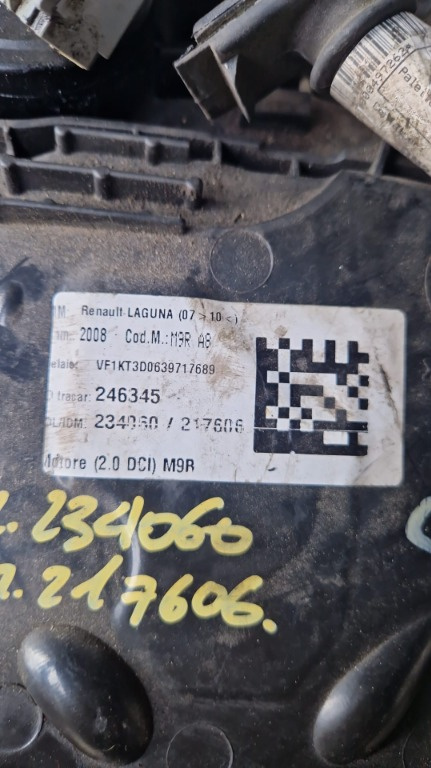 Renault LAGUNA (07 > 10 <)
2008 - Cod.M.: M9R A8
VF1KT3D0639717689
246345
234060 / 217606
Motore (2.0 DCI) M9R
234060
217606.